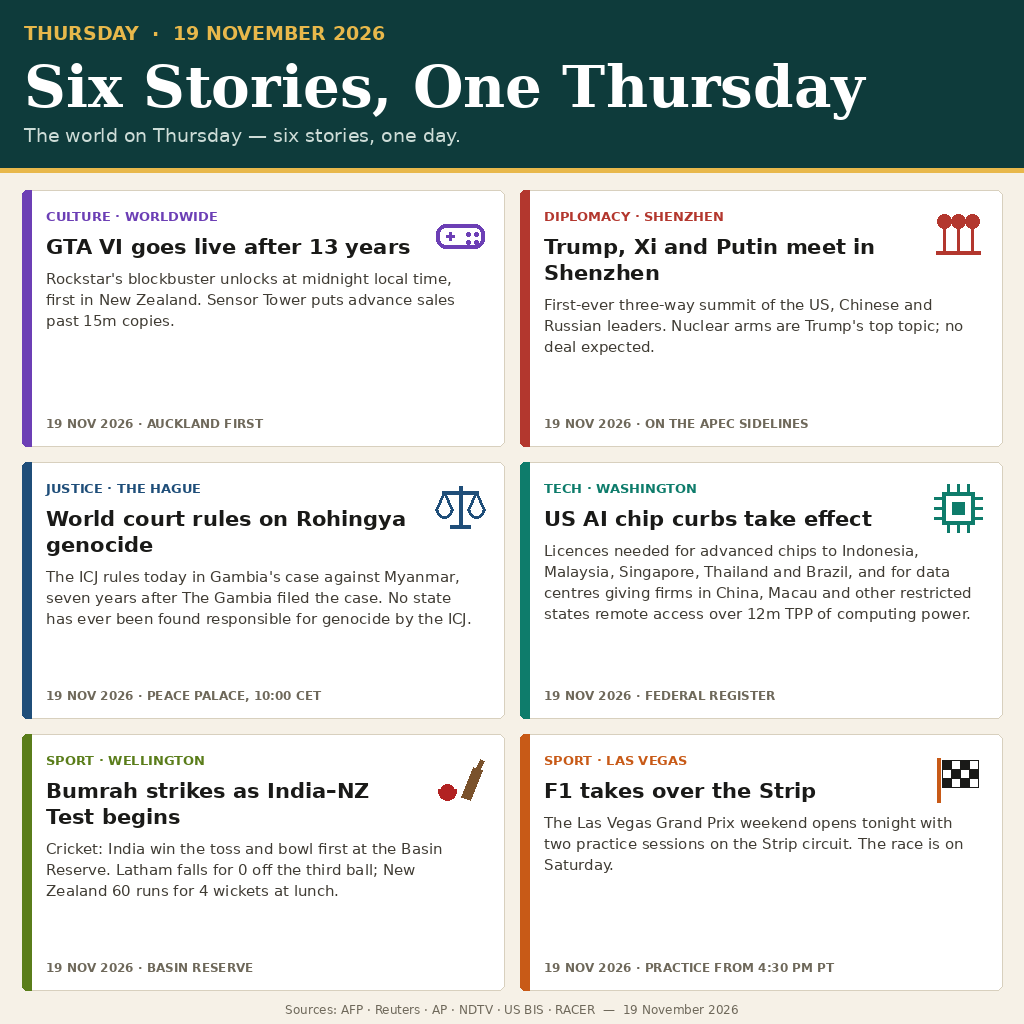 THURSDAY · 19 NOVEMBER 2026
Six Stories, One Thursday
The world on Thursday — six stories, one day.
CULTURE · WORLDWIDE
GTA VI goes live after 13 years
Rockstar's blockbuster unlocks at midnight local time,
first in New Zealand. Sensor Tower puts advance sales
past 15m copies.
19 NOV 2026 · AUCKLAND FIRST
DIPLOMACY · SHENZHEN
Trump, Xi and Putin meet in
Shenzhen
First-ever three-way summit of the US, Chinese and
Russian leaders. Nuclear arms are Trump's top topic; no
deal expected.
19 NOV 2026 · ON THE APEC SIDELINES
JUSTICE · THE HAGUE
World court rules on Rohingya
genocide
The ICJ rules today in Gambia's case against Myanmar,
seven years after The Gambia filed the case. No state
has ever been found responsible for genocide by the ICJ.
19 NOV 2026 · PEACE PALACE, 10:00 CET
TECH · WASHINGTON
US AI chip curbs take effect
Licences needed for advanced chips to Indonesia,
Malaysia, Singapore, Thailand and Brazil, and for data
centres giving firms in China, Macau and other restricted
states remote access over 12m TPP of computing power.
19 NOV 2026 · FEDERAL REGISTER
SPORT · WELLINGTON
Bumrah strikes as India–NZ
Test begins
Cricket: India win the toss and bowl first at the Basin
Reserve. Latham falls for 0 off the third ball; New
Zealand 60 runs for 4 wickets at lunch.
19 NOV 2026 · BASIN RESERVE
SPORT · LAS VEGAS
F1 takes over the Strip
The Las Vegas Grand Prix weekend opens tonight with
two practice sessions on the Strip circuit. The race is on
Saturday.
19 NOV 2026 · PRACTICE FROM 4:30 PM PT
Sources: AFP · Reuters · AP · NDTV · US BIS · RACER — 19 November 2026